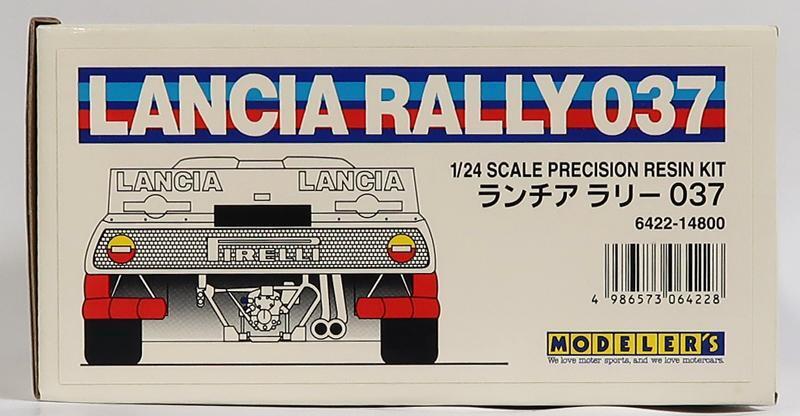 LANCIA RALLY 037
1/24 SCALE PRECISION RESIN KIT
ランチア ラリー 037
6422-14800
LANCIA LANCIA
PIRELLI
4 986573 064228
MODELER'S
We love moter sports, and we love motorcars.